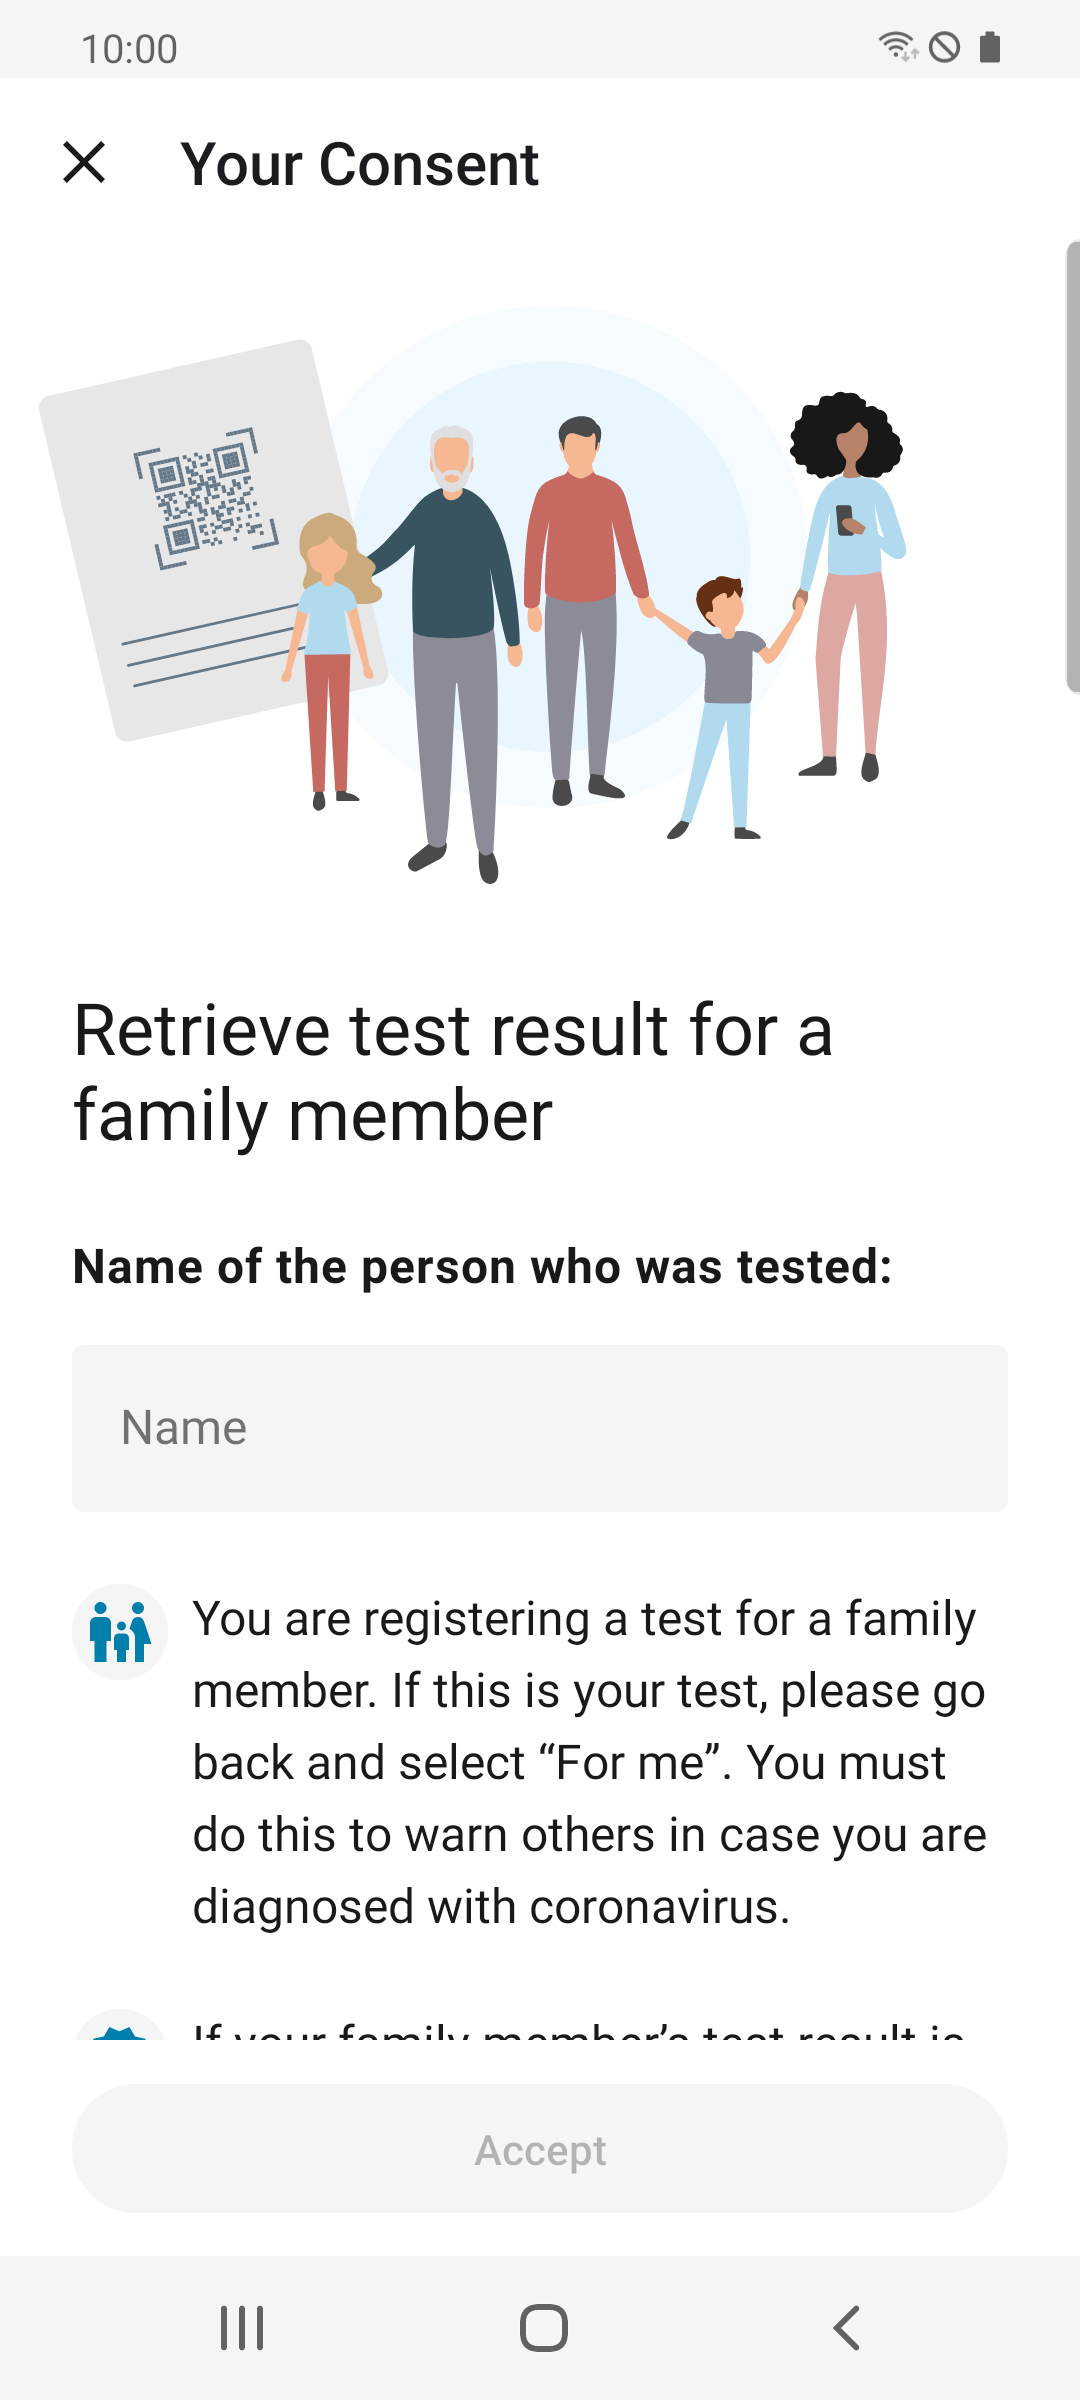 10:00
Your Consent
Retrieve test result for a
family member
Name of the person who was tested:
Name
You are registering a test for a family
member. If this is your test, please go
back and select “For me”. You must
do this to warn others in case you are
diagnosed with coronavirus.
If your family member’s test result is
Accept